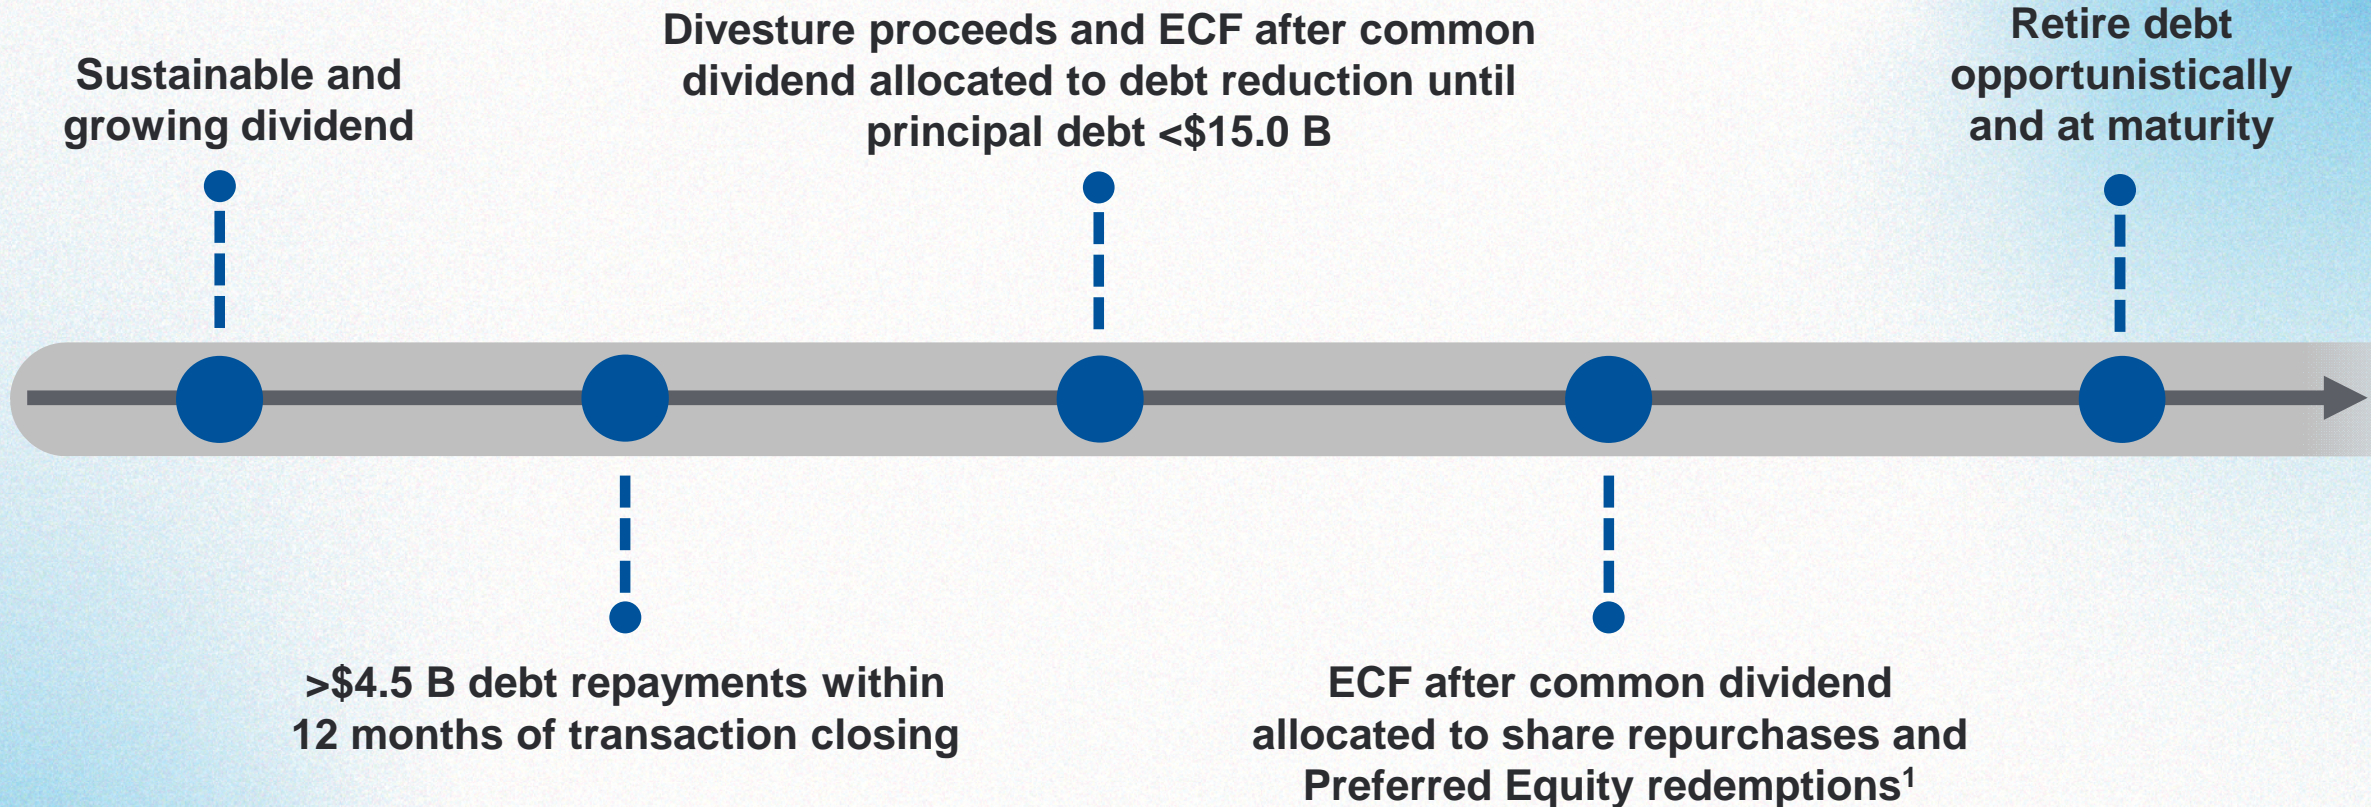 Sustainable and
growing dividend
>$4.5 B debt repayments within
12 months of transaction closing
Divesture proceeds and ECF after common
dividend allocated to debt reduction until
principal debt <$15.0 B
ECF after common dividend
allocated to share repurchases and
Preferred Equity redemptions¹
Retire debt
opportunistically
and at maturity